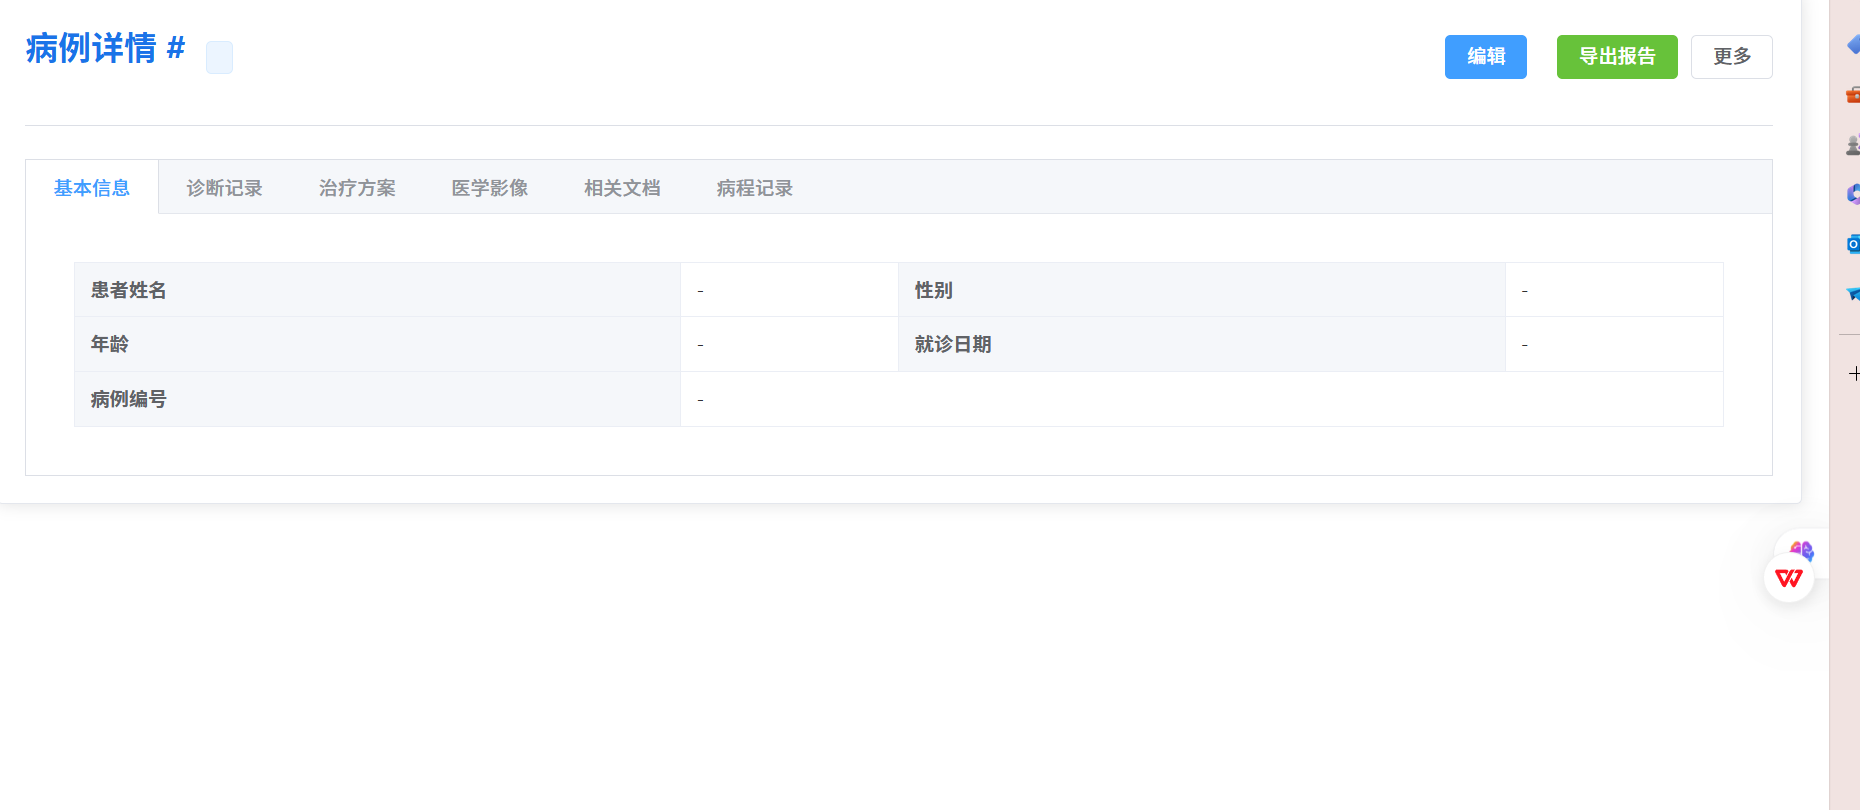 病例详情 #
编辑 导出报告 更多
基本信息 诊断记录 治疗方案 医学影像 相关文档 病程记录
患者姓名 - 性别 -
年龄 - 就诊日期 -
病例编号 -